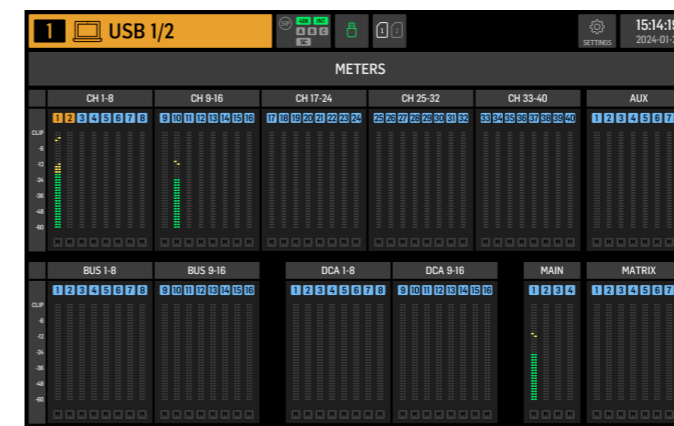 1 USB 1/2
SIP 48K INT
A B C
SC
1 1
SETTINGS
15:14:19
2024-01-2
METERS
CH 1-8 CH 9-16 CH 17-24 CH 25-32 CH 33-40 AUX
1 2 3 4 5 6 7 8 9 10 11 12 13 14 15 16 17 18 19 20 21 22 23 24 25 26 27 28 29 30 31 32 33 34 35 36 37 38 39 40 1 2 3 4 5 6 7
CLIP
-6
-12
-24
-36
-48
-60
BUS 1-8 BUS 9-16 DCA 1-8 DCA 9-16 MAIN MATRIX
1 2 3 4 5 6 7 8 9 10 11 12 13 14 15 16 1 2 3 4 5 6 7 8 9 10 11 12 13 14 15 16 1 2 3 4 1 2 3 4 5 6 7
CLIP
-6
-12
-24
-36
-48
-60